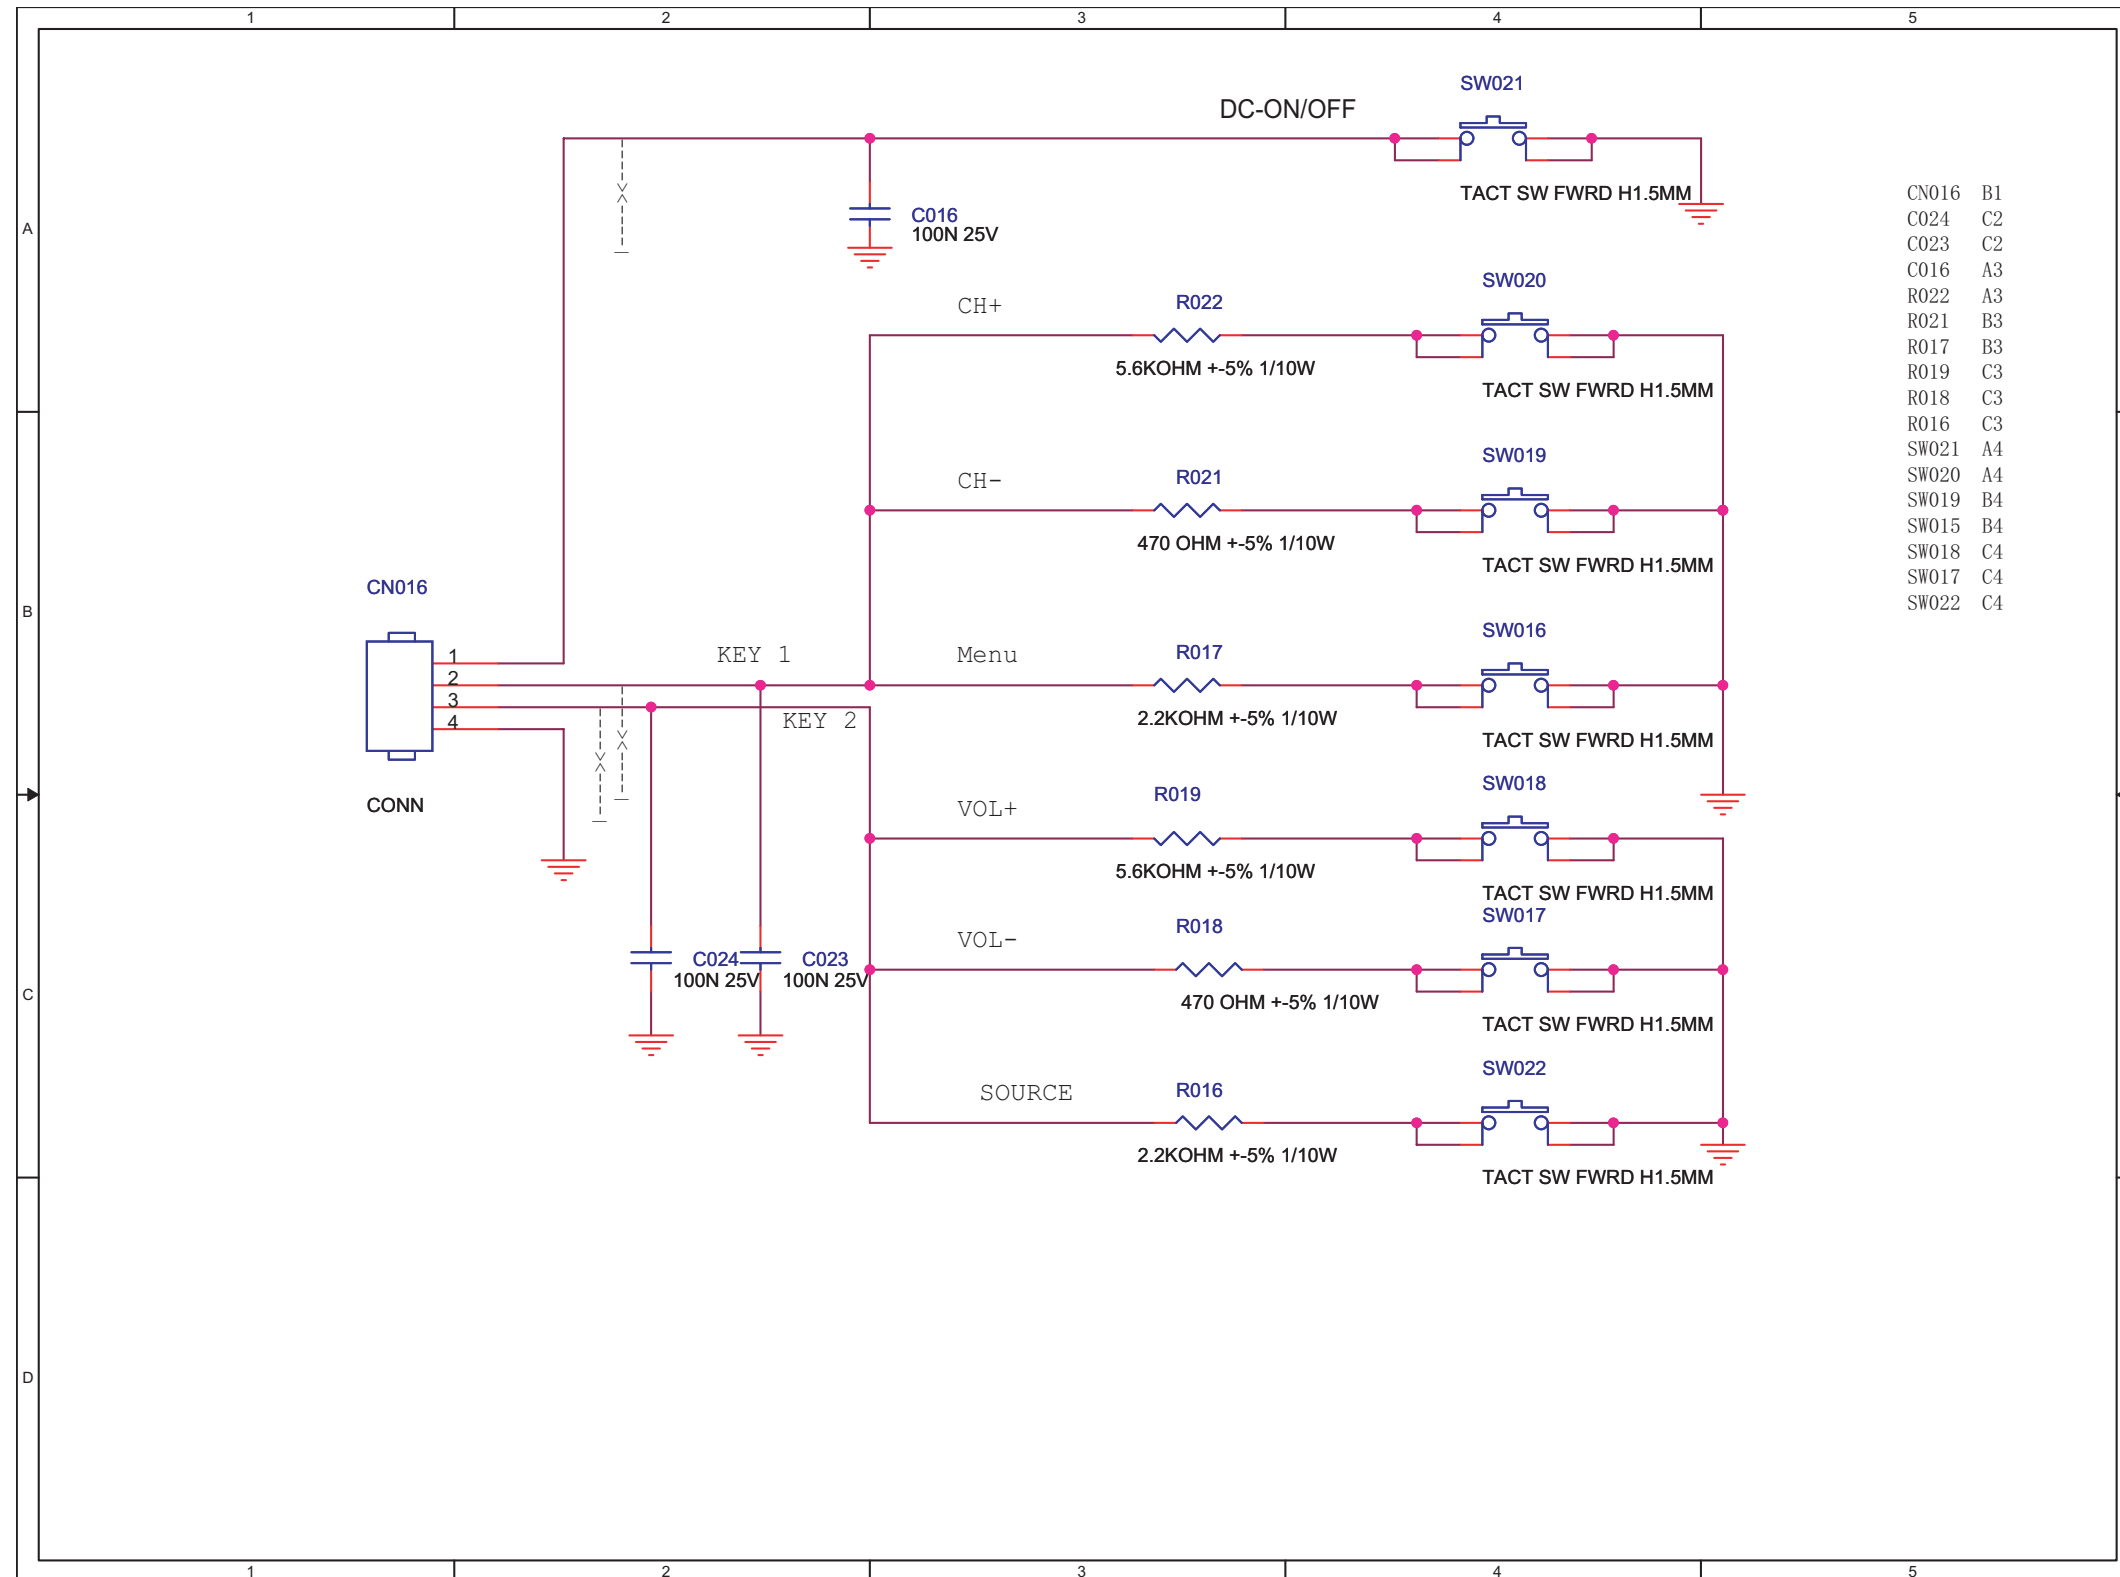 1 2 3 4 5
SW021
DC-ON/OFF
TACT SW FWRD H1.5MM
C016
100N 25V
A
CH+
R022
5.6KOHM +-5% 1/10W
SW020
TACT SW FWRD H1.5MM
CH-
R021
470 OHM +-5% 1/10W
SW019
TACT SW FWRD H1.5MM
CN016 B1
C024 C2
C023 C2
C016 A3
R022 A3
R021 B3
R017 B3
R019 C3
R018 C3
R016 C3
SW021 A4
SW020 A4
SW019 B4
SW015 B4
SW018 C4
SW017 C4
SW022 C4
B
CN016
1
2
3
4
CONN
KEY 1
KEY 2
Menu
R017
2.2KOHM +-5% 1/10W
SW016
TACT SW FWRD H1.5MM
VOL+
R019
5.6KOHM +-5% 1/10W
SW018
TACT SW FWRD H1.5MM
C
C024
100N 25V
C023
100N 25V
VOL-
R018
470 OHM +-5% 1/10W
SW017
TACT SW FWRD H1.5MM
SOURCE
R016
2.2KOHM +-5% 1/10W
SW022
TACT SW FWRD H1.5MM
D
1 2 3 4 5